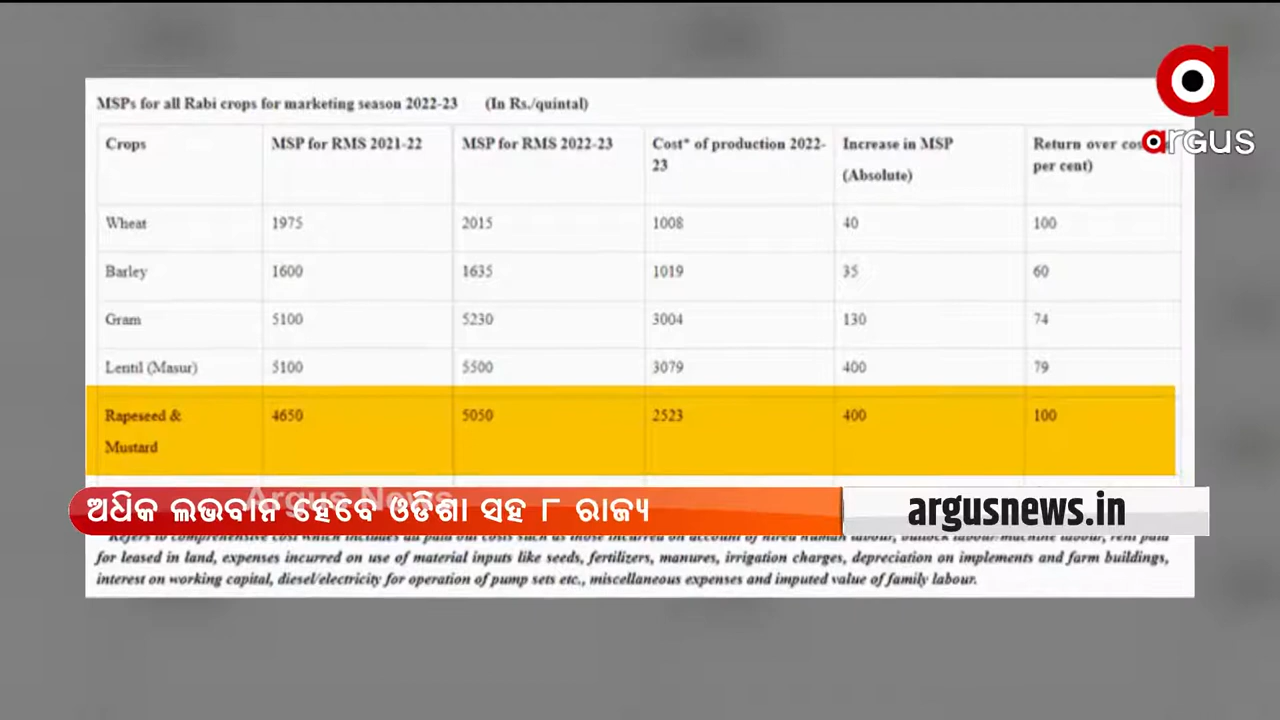 MSPs for all Rabi crops for marketing season 2022-23 (In Rs./quintal)
argus
Crops MSP for RMS 2021-22 MSP for RMS 2022-23 Cost* of production 2022-23 Increase in MSP (Absolute) Return over per cent)
Wheat 1975 2015 1008 40 100
Barley 1600 1635 1019 35 60
Gram 5100 5230 3004 130 74
Lentil (Masur) 5100 5500 3079 400 79
Rapeseed & Mustard 4650 5050 2523 400 100
Argus News
ଅଧିକ ଲଭବାନ ହେବେ ଓଡିଶା ସହ ୮ ରାଜ୍ୟ
argusnews.in
for leased in land, expenses incurred on use of material inputs like seeds, fertilizers, manures, irrigation charges, depreciation on implements and farm buildings,
interest on working capital, diesel/electricity for operation of pump sets etc., miscellaneous expenses and imputed value of family labour.